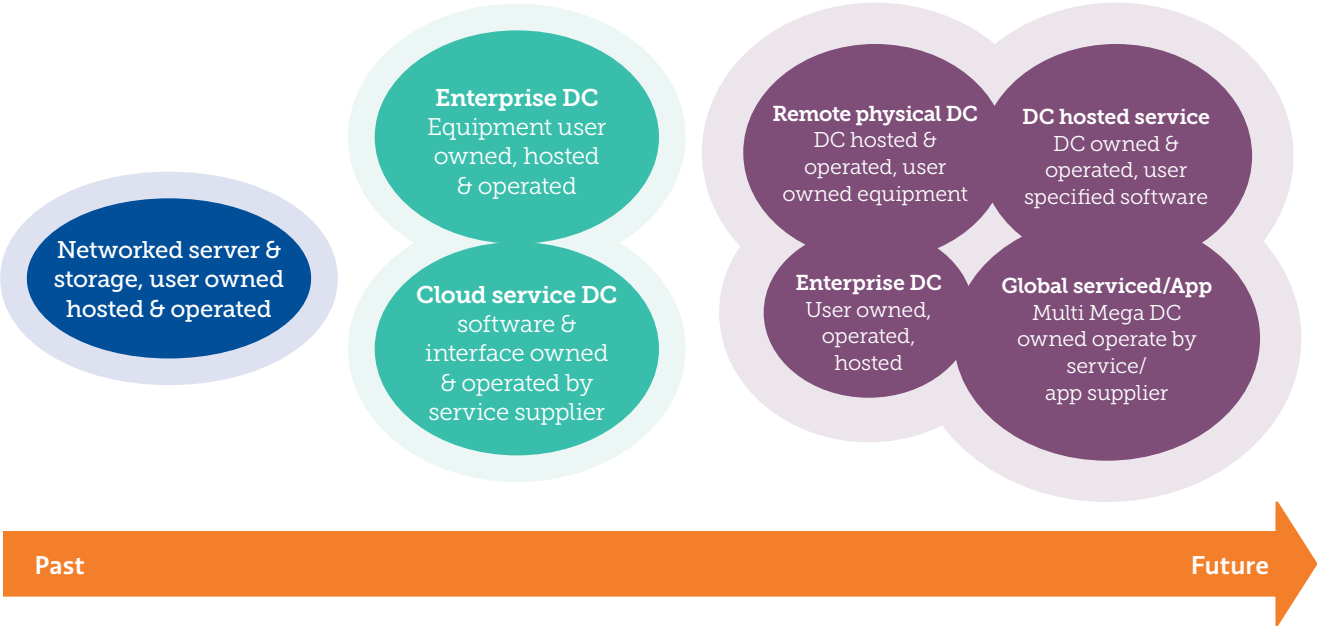 Networked server &
storage, user owned
hosted & operated
Enterprise DC
Equipment user
owned, hosted
& operated
Cloud service DC
software &
interface owned
& operated by
service supplier
Remote physical DC
DC hosted &
operated, user
owned equipment
DC hosted service
DC owned &
operated, user
specified software
Enterprise DC
User owned,
operated,
hosted
Global serviced/App
Multi Mega DC
owned operate by
service/
app supplier
Past
Future